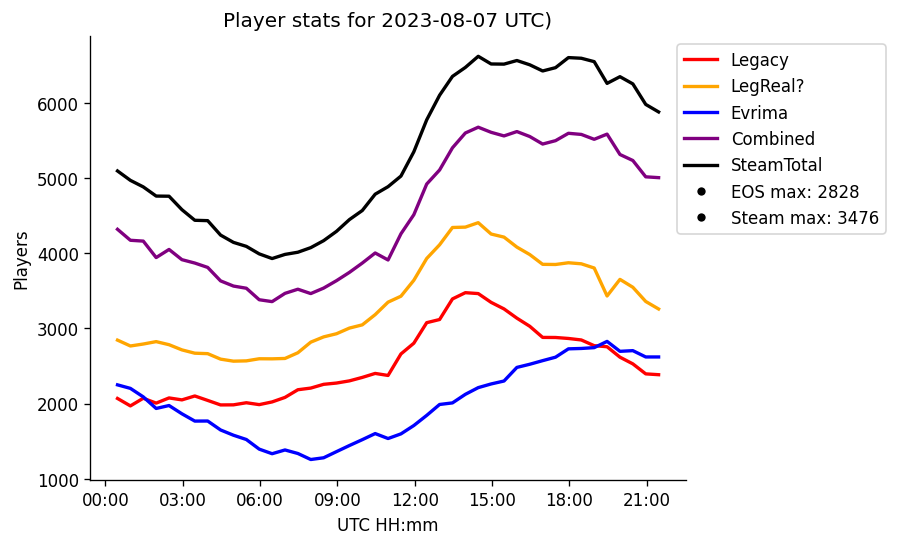 Player stats for 2023-08-07 UTC)
Legacy
LegReal?
Evrima
Combined
SteamTotal
EOS max: 2828
Steam max: 3476
Players
6000
5000
4000
3000
2000
1000
00:00 03:00 06:00 09:00 12:00 15:00 18:00 21:00
UTC HH:mm